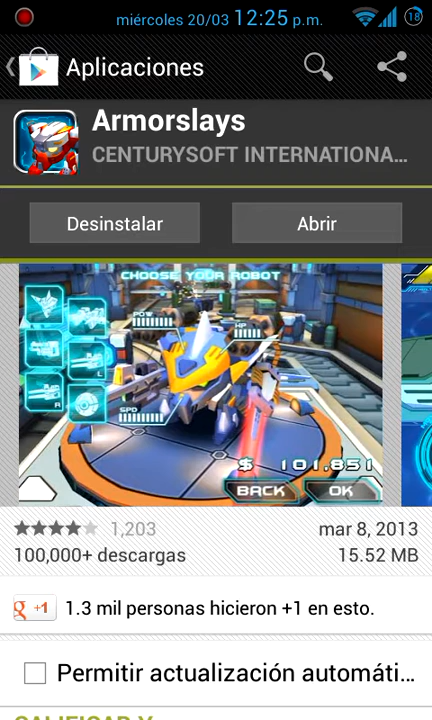 miércoles 20/03 12:25 p.m. 18
Aplicaciones
Armorslays
CENTURYSOFT INTERNATIONA...
Desinstalar Abrir
CHOOSE YOUR ROBOT
POW
HP
L
R
SPD
$ 101,851
BACK OK
1,203 mar 8, 2013
100,000+ descargas 15.52 MB
g +1 1.3 mil personas hicieron +1 en esto.
Permitir actualización automáti...
CALIFICAR Y